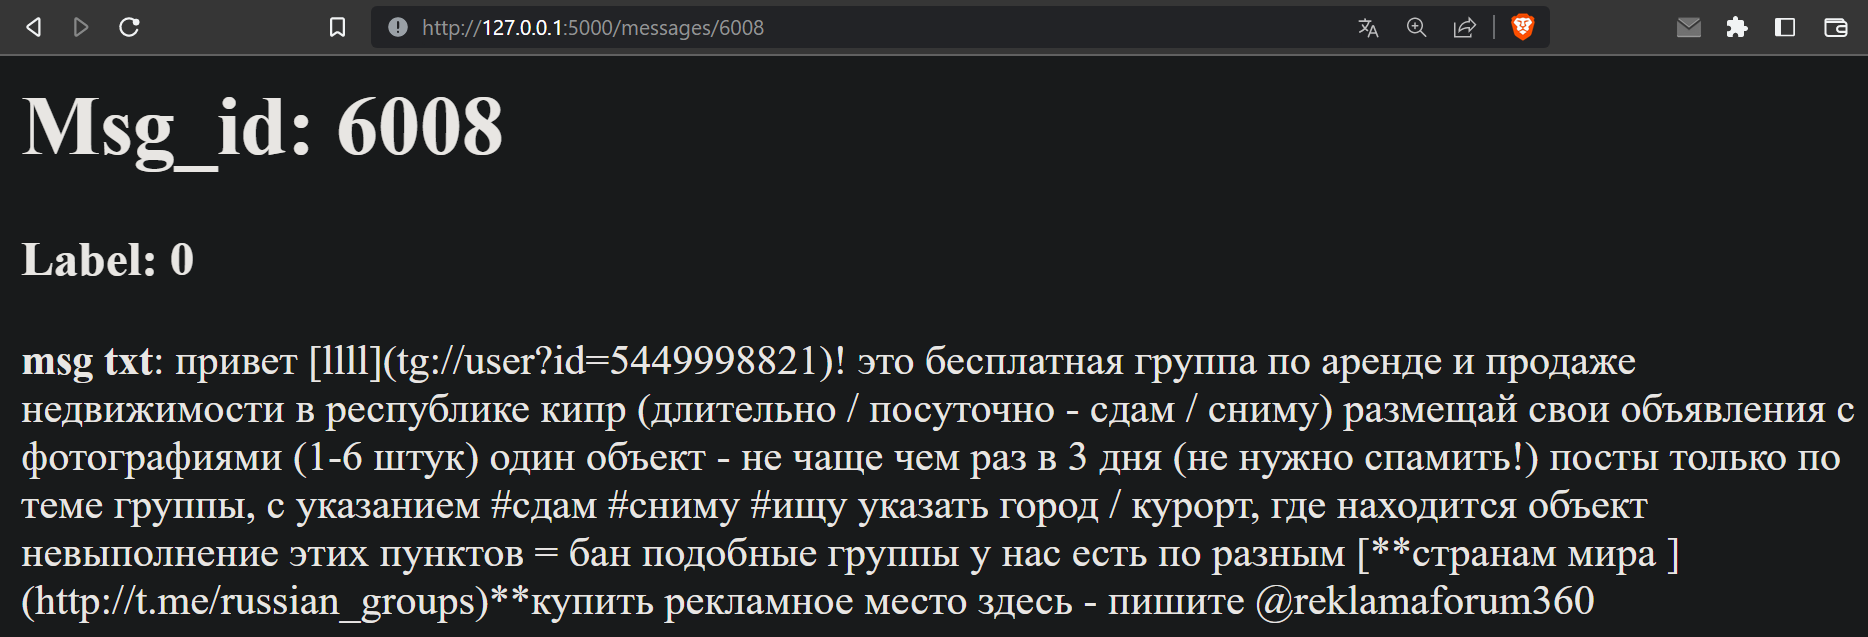 http://127.0.0.1:5000/messages/6008
Msg_id: 6008
Label: 0
msg txt: привет [llll](tg://user?id=5449998821)! это бесплатная группа по аренде и продаже
недвижимости в республике кипр (длительно / посуточно - сдам / сниму) размещай свои объявления с
фотографиями (1-6 штук) один объект - не чаще чем раз в 3 дня (не нужно спамить!) посты только по
теме группы, с указанием #сдам #сниму #ищу указать город / курорт, где находится объект
невыполнение этих пунктов = бан подобные группы у нас есть по разным [**странам мира ]
(http://t.me/russian_groups)**купить рекламное место здесь - пишите @reklamaforum360